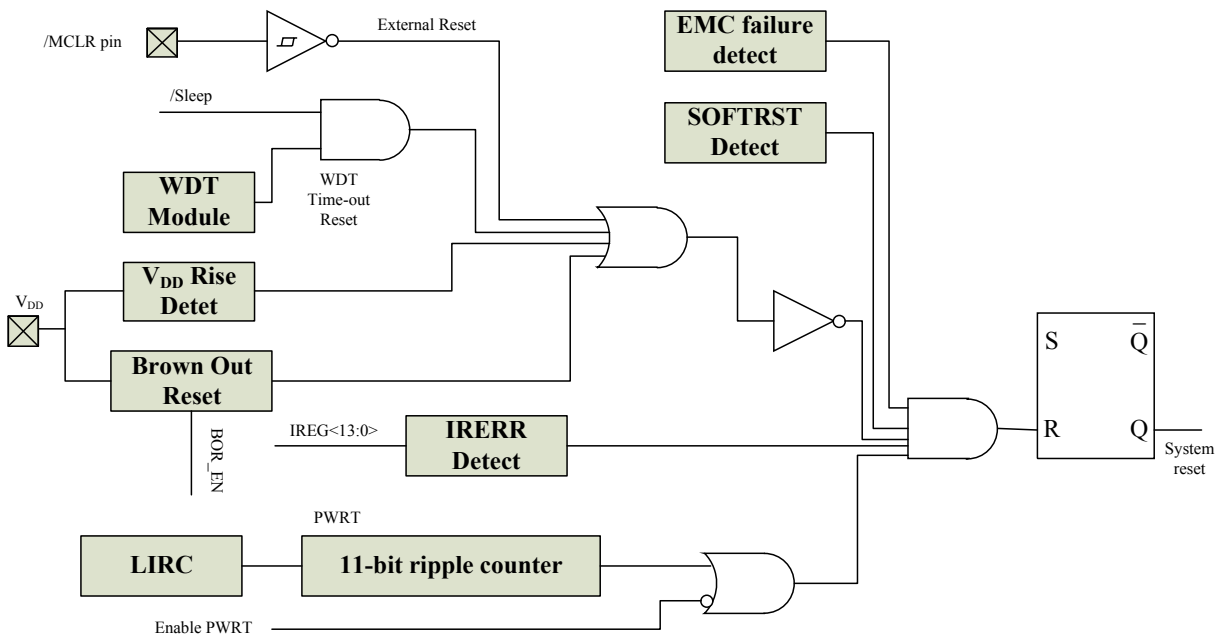 /MCLR pin
External Reset
EMC failure
detect
/Sleep
SOFTRST
Detect
WDT
Module
WDT
Time-out
Reset
VDD
VDD Rise
Detet
Brown Out
Reset
BOR_EN
IREG<13:0>
IRERR
Detect
S
Q̅
R
Q
System
reset
PWRT
LIRC
11-bit ripple counter
Enable PWRT